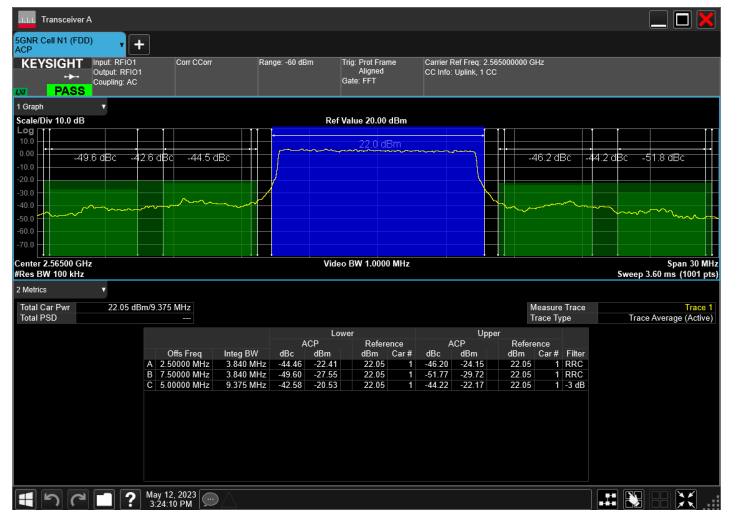 Transceiver A
5GNR Cell N1 (FDD)
ACP
+
KEYSIGHT
Input: RFIO1
Output: RFIO1
Coupling: AC
Corr CCorr
Range: -60 dBm
Trig: Prot Frame
Aligned
Gate: FFT
Carrier Ref Freq: 2.565000000 GHz
CC Info: Uplink, 1 CC
LXI
PASS
1 Graph
Scale/Div 10.0 dB
Ref Value 20.00 dBm
Log
10.0
0.00
-10.0
-20.0
-30.0
-40.0
-50.0
-60.0
-70.0
22.0 dBm
-49.6 dBc
-42.6 dBc
-44.5 dBc
-46.2 dBc
-44.2 dBc
-51.8 dBc
Center 2.56500 GHz
Video BW 1.0000 MHz
Span 30 MHz
#Res BW 100 kHz
Sweep 3.60 ms (1001 pts)
2 Metrics
Total Car Pwr 22.05 dBm/9.375 MHz
Total PSD ---
Measure Trace Trace 1
Trace Type Trace Average (Active)
Lower Upper
ACP Reference ACP Reference
Offs Freq Integ BW dBc dBm dBm Car # dBc dBm dBm Car # Filter
A 2.50000 MHz 3.840 MHz -44.46 -22.41 22.05 1 -46.20 -24.15 22.05 1 RRC
B 7.50000 MHz 3.840 MHz -49.60 -27.55 22.05 1 -51.77 -29.72 22.05 1 RRC
C 5.00000 MHz 9.375 MHz -42.58 -20.53 22.05 1 -44.22 -22.17 22.05 1 -3 dB
?
May 12, 2023
3:24:10 PM